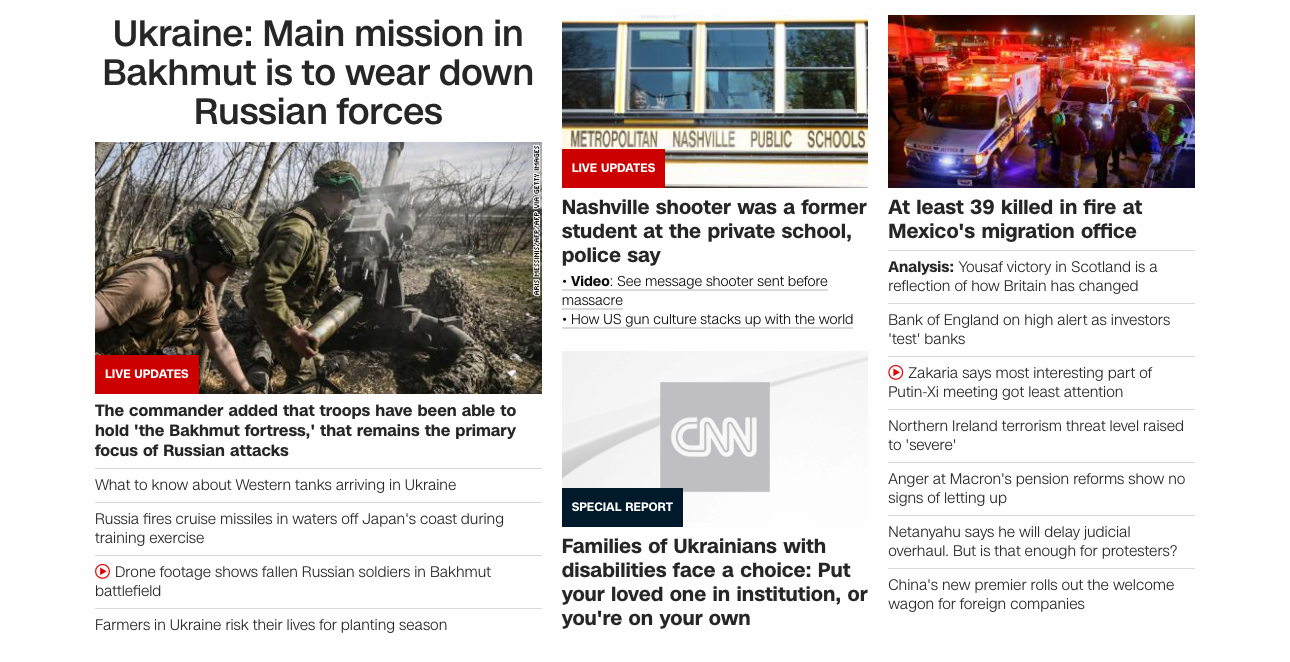 Ukraine: Main mission in
Bakhmut is to wear down
Russian forces
ARIS MESSINIS/AFP/AFP VIA GETTY IMAGES
LIVE UPDATES
The commander added that troops have been able to
hold 'the Bakhmut fortress,' that remains the primary
focus of Russian attacks
What to know about Western tanks arriving in Ukraine
Russia fires cruise missiles in waters off Japan's coast during
training exercise
Drone footage shows fallen Russian soldiers in Bakhmut
battlefield
Farmers in Ukraine risk their lives for planting season
METROPOLITAN NASHVILLE PUBLIC SCHOOLS
LIVE UPDATES
Nashville shooter was a former
student at the private school,
police say
• Video: See message shooter sent before
massacre
• How US gun culture stacks up with the world
CNN
SPECIAL REPORT
Families of Ukrainians with
disabilities face a choice: Put
your loved one in institution, or
you're on your own
At least 39 killed in fire at
Mexico's migration office
Analysis: Yousaf victory in Scotland is a
reflection of how Britain has changed
Bank of England on high alert as investors
'test' banks
Zakaria says most interesting part of
Putin-Xi meeting got least attention
Northern Ireland terrorism threat level raised
to 'severe'
Anger at Macron's pension reforms show no
signs of letting up
Netanyahu says he will delay judicial
overhaul. But is that enough for protesters?
China's new premier rolls out the welcome
wagon for foreign companies